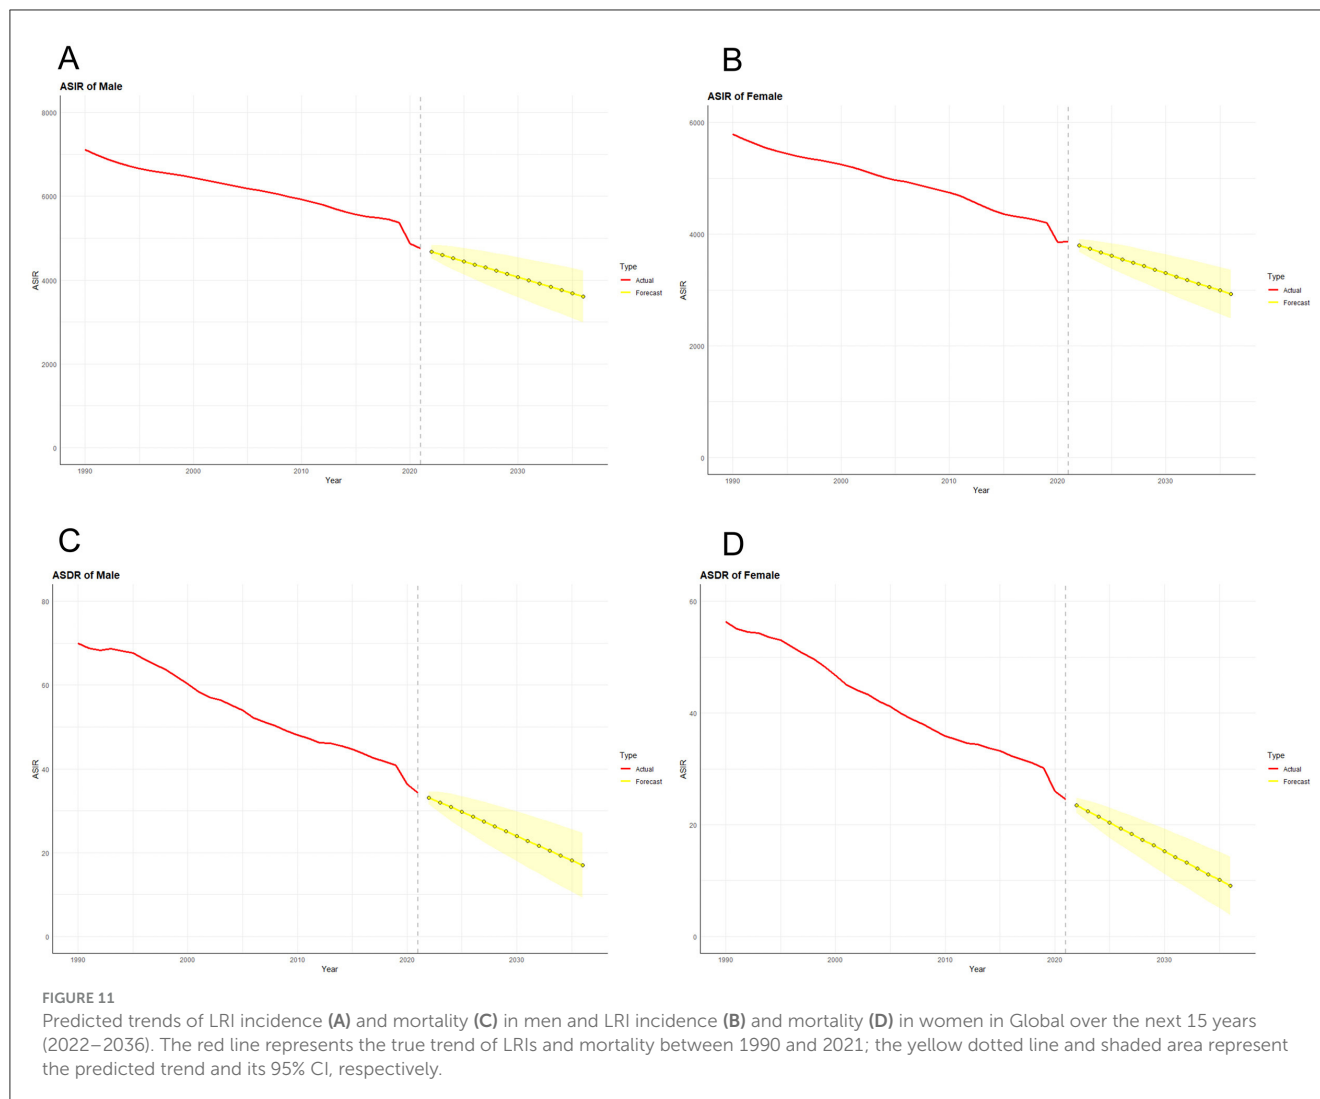 A
ASIR of Male
8000
6000
4000
2000
0
ASIR
1990
2000
2010
2020
2030
Year
Type
Actual
Forecast
B
ASIR of Female
6000
4000
2000
0
ASIR
1990
2000
2010
2020
2030
Year
Type
Actual
Forecast
C
ASDR of Male
80
60
40
20
0
ASIR
1990
2000
2010
2020
2030
Year
Type
Actual
Forecast
D
ASDR of Female
60
40
20
0
ASIR
1990
2000
2010
2020
2030
Year
Type
Actual
Forecast
FIGURE 11
Predicted trends of LRI incidence (A) and mortality (C) in men and LRI incidence (B) and mortality (D) in women in Global over the next 15 years
(2022–2036). The red line represents the true trend of LRIs and mortality between 1990 and 2021; the yellow dotted line and shaded area represent
the predicted trend and its 95% CI, respectively.